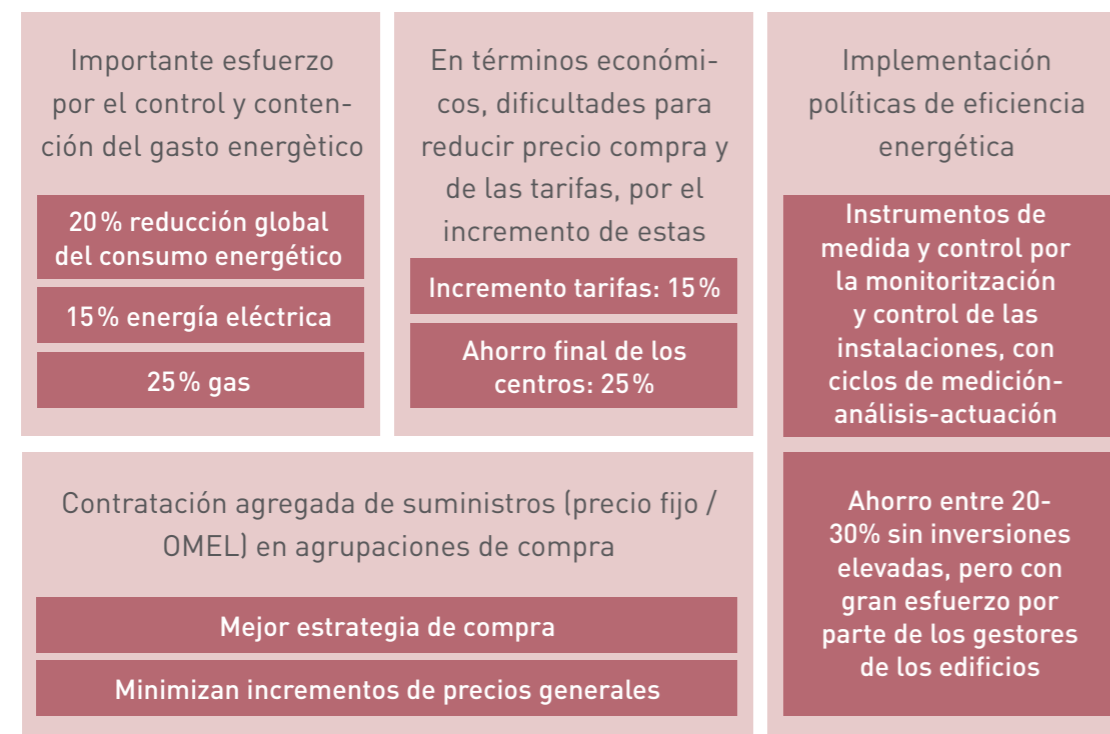 Importante esfuerzo
por el control y conten-
ción del gasto energètico
20% reducción global
del consumo energético
15% energía eléctrica
25% gas
En términos económi-
cos, dificultades para
reducir precio compra y
de las tarifas, por el
incremento de estas
Incremento tarifas: 15%
Ahorro final de los
centros: 25%
Implementación
políticas de eficiencia
energética
Instrumentos de
medida y control por
la monitoritzación
y control de las
instalaciones, con
ciclos de medición-
análisis-actuación
Ahorro entre 20-
30% sin inversiones
elevadas, pero con
gran esfuerzo por
parte de los gestores
de los edificios
Contratación agregada de suministros (precio fijo /
OMEL) en agrupaciones de compra
Mejor estrategia de compra
Minimizan incrementos de precios generales